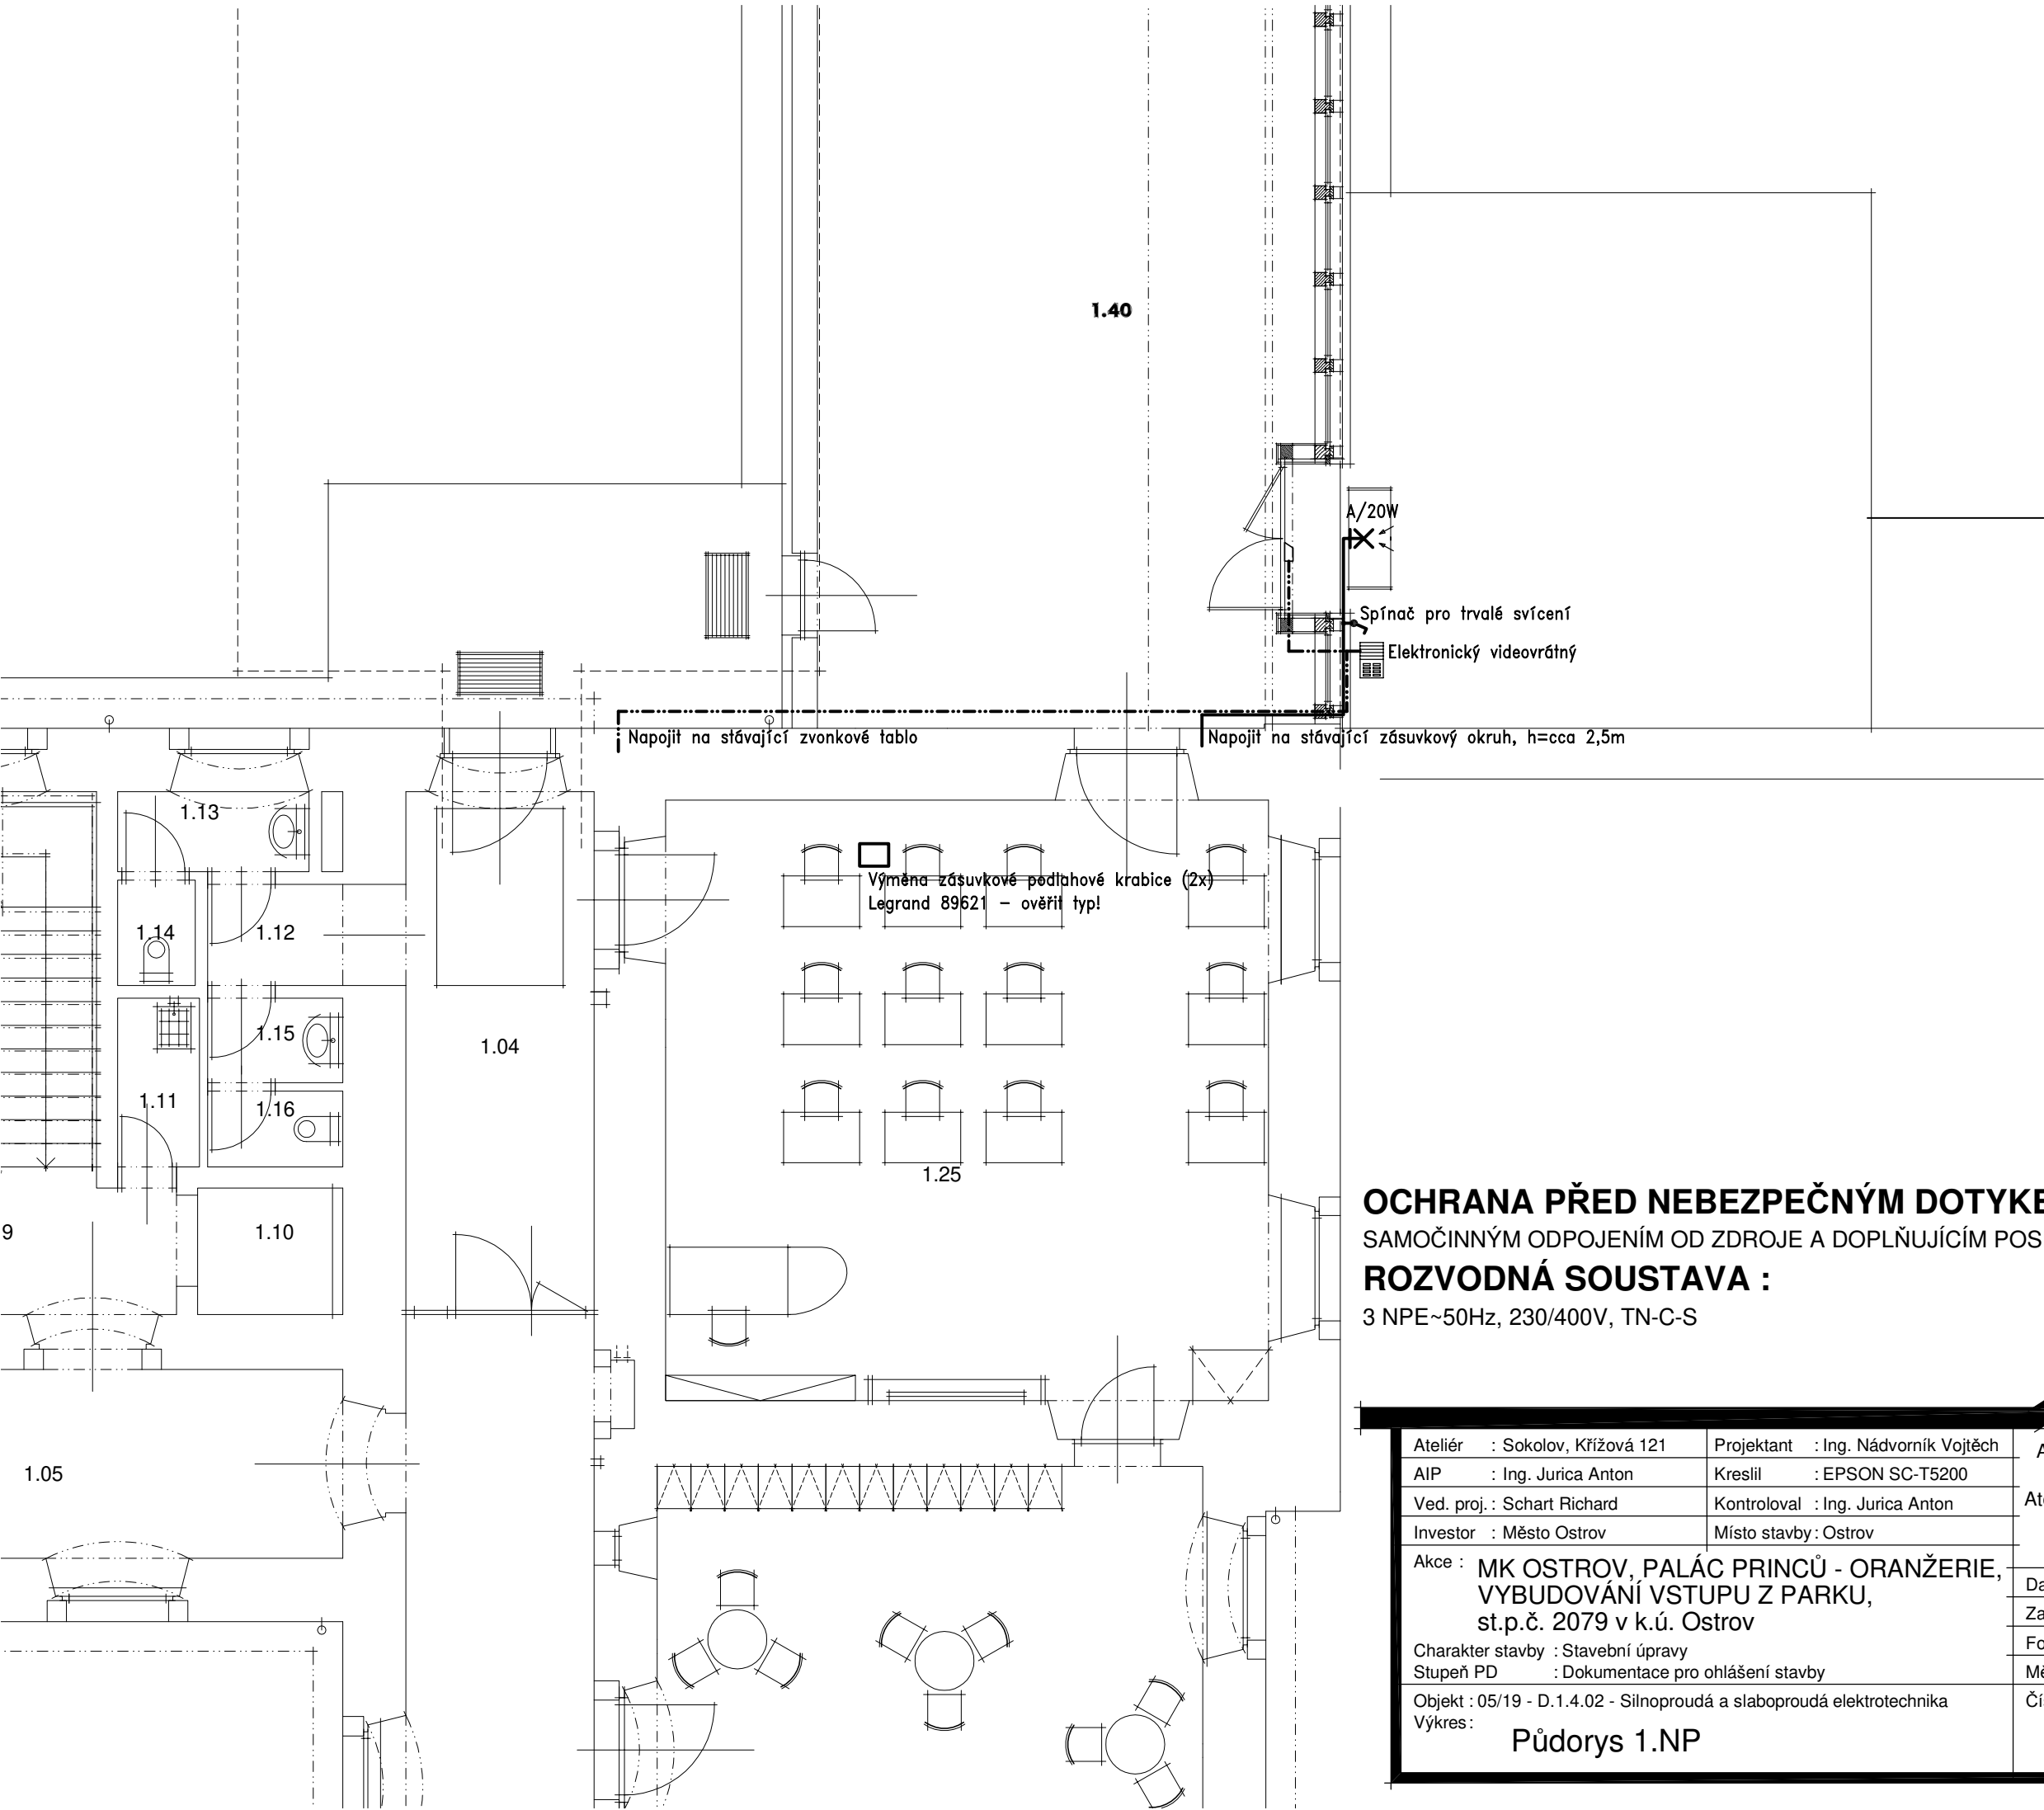 1.40
A/20W
Spínač pro trvalé svícení
Elektronický videovrátný
Napojit na stávající zvonkové tablo
Napojit na stávající zásuvkový okruh, h=cca 2,5m
1.13
Výměna zásuvkové podlahové krabice (2x)
Legrand 89621 – ověřit typ!
1.14
1.12
1.15
1.04
1.11
1.16
1.25
9
1.10
OCHRANA PŘED NEBEZPEČNÝM DOTYKE
SAMOČINNÝM ODPOJENÍM OD ZDROJE A DOPLŇUJÍCÍM POS
ROZVODNÁ SOUSTAVA :
3 NPE~50Hz, 230/400V, TN-C-S
1.05
Ateliér : Sokolov, Křížová 121 Projektant : Ing. Nádvorník Vojtěch
A
AIP : Ing. Jurica Anton Kreslil : EPSON SC-T5200
Ved. proj. : Schart Richard Kontroloval : Ing. Jurica Anton
Ate
Investor : Město Ostrov Místo stavby : Ostrov
Akce : MK OSTROV, PALÁC PRINCŮ - ORANŽERIE,
VYBUDOVÁNÍ VSTUPU Z PARKU,
st.p.č. 2079 v k.ú. Ostrov
Da
Za
Fo
Charakter stavby : Stavební úpravy
Stupeň PD : Dokumentace pro ohlášení stavby
Mě
Objekt : 05/19 - D.1.4.02 - Silnoproudá a slaboproudá elektrotechnika
Čí
Výkres :
Půdorys 1.NP